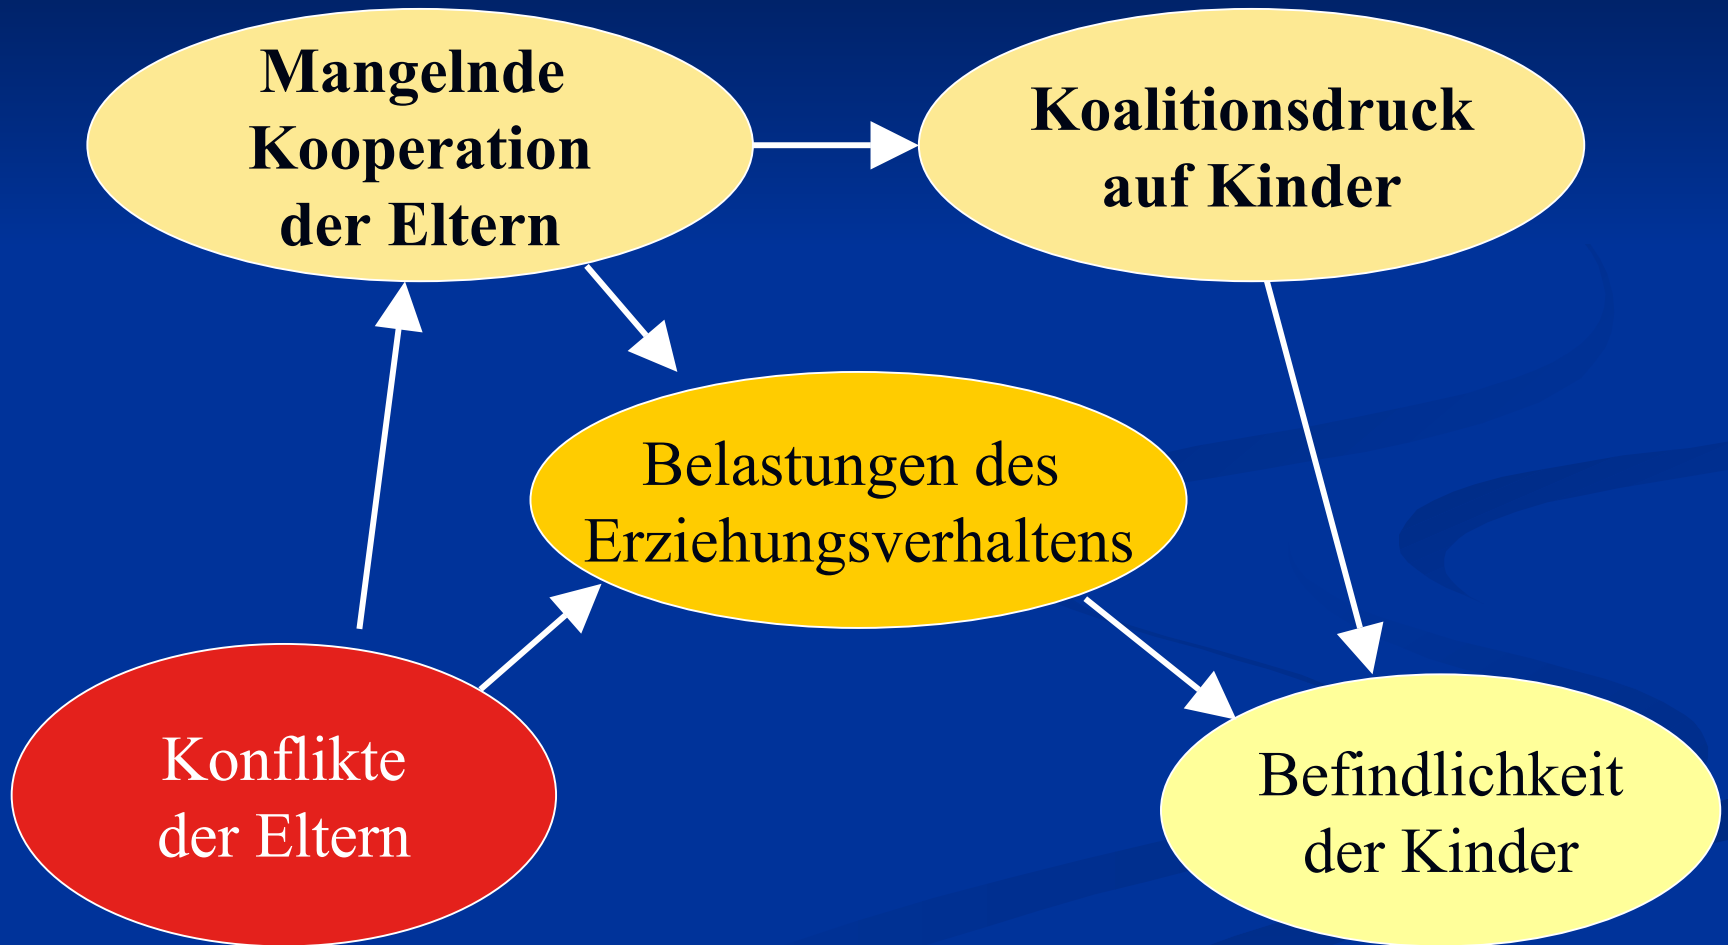 Mangelnde
Kooperation
der Eltern
Koalitionsdruck
auf Kinder
Belastungen des
Erziehungsverhaltens
Konflikte
der Eltern
Befindlichkeit
der Kinder